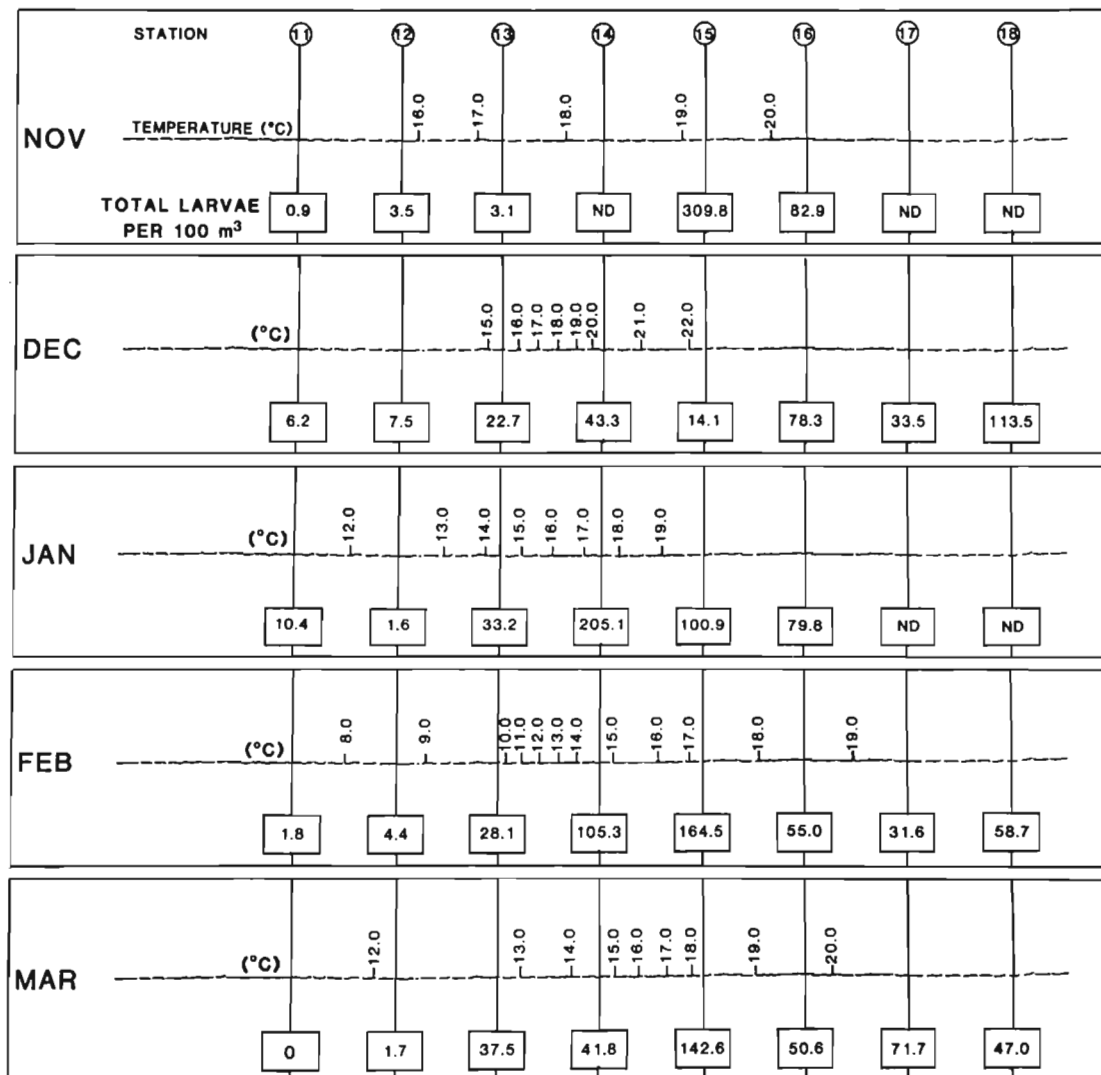 STATION 11 12 13 14 15 16 17 18
16.0 17.0 18.0 19.0 20.0
NOV TEMPERATURE (°C)
TOTAL LARVAE PER 100 m³ 0.9 3.5 3.1 ND 309.8 82.9 ND ND
15.0 16.0 17.0 18.0 19.0 20.0 21.0 22.0
DEC (°C)
6.2 7.5 22.7 43.3 14.1 78.3 33.5 113.5
12.0 13.0 14.0 15.0 16.0 17.0 18.0 19.0
JAN (°C)
10.4 1.6 33.2 205.1 100.9 79.8 ND ND
8.0 9.0 10.0 11.0 12.0 13.0 14.0 15.0 16.0 17.0 18.0 19.0
FEB (°C)
1.8 4.4 28.1 105.3 164.5 55.0 31.6 58.7
12.0 13.0 14.0 15.0 16.0 17.0 18.0 19.0 20.0
MAR (°C)
0 1.7 37.5 41.8 142.6 50.6 71.7 47.0